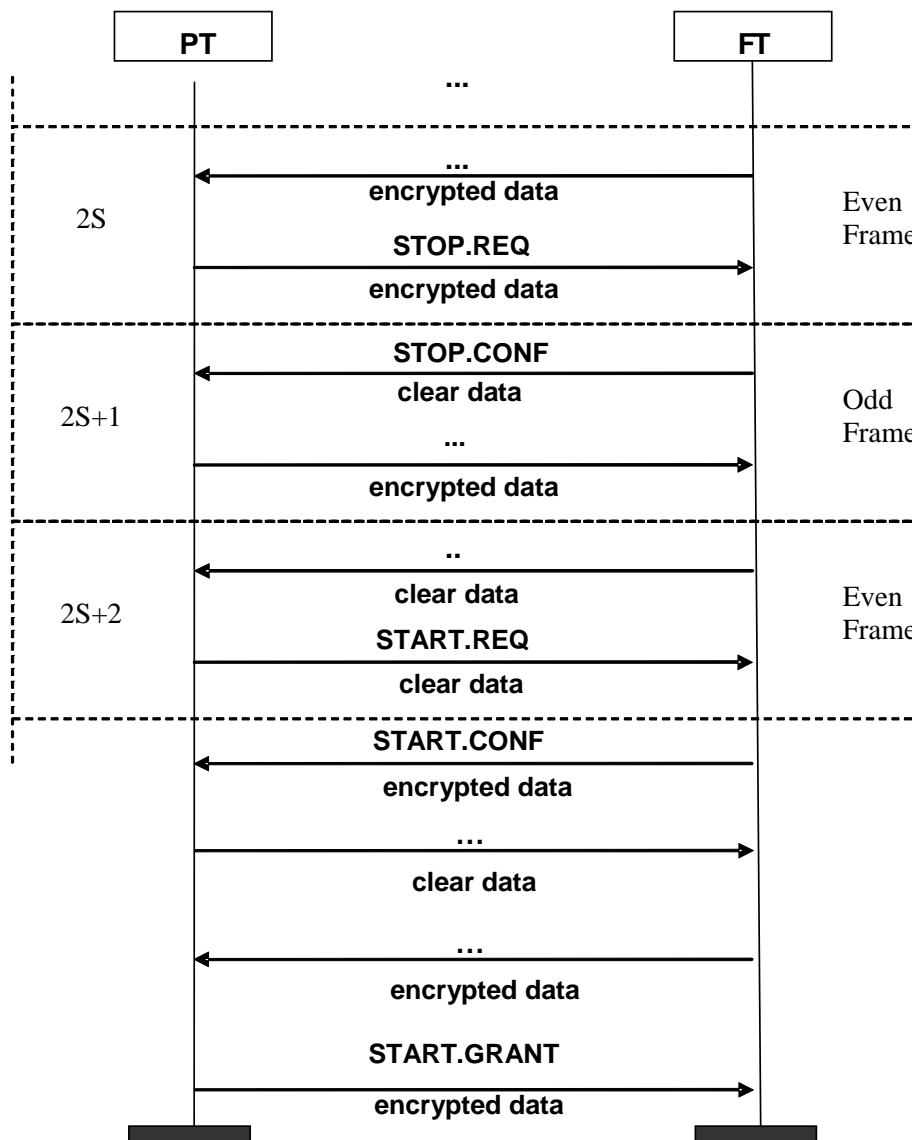 PT
FT
...
...
encrypted data
2S
Even
Frame
STOP.REQ
encrypted data
STOP.CONF
clear data
2S+1
Odd
Frame
...
encrypted data
..
clear data
2S+2
Even
Frame
START.REQ
clear data
START.CONF
encrypted data
...
clear data
...
encrypted data
START.GRANT
encrypted data